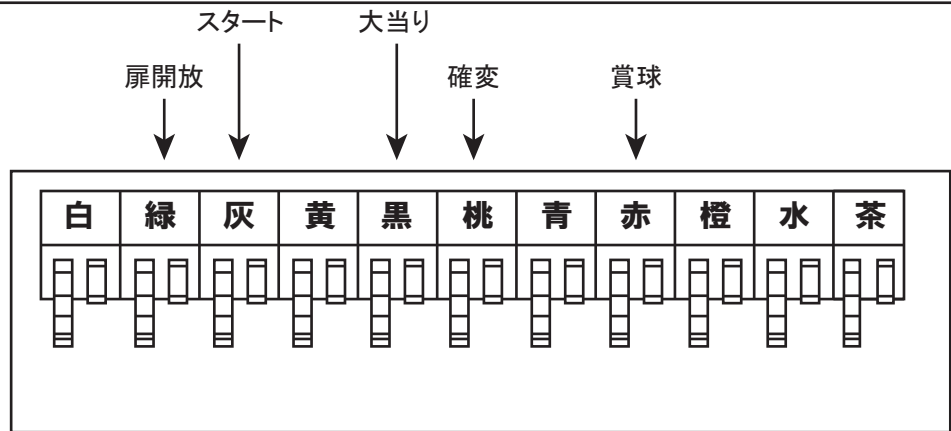 スタート 大当り
扉開放 確変 賞球
白 緑 灰 黄 黒 桃 青 赤 橙 水 茶